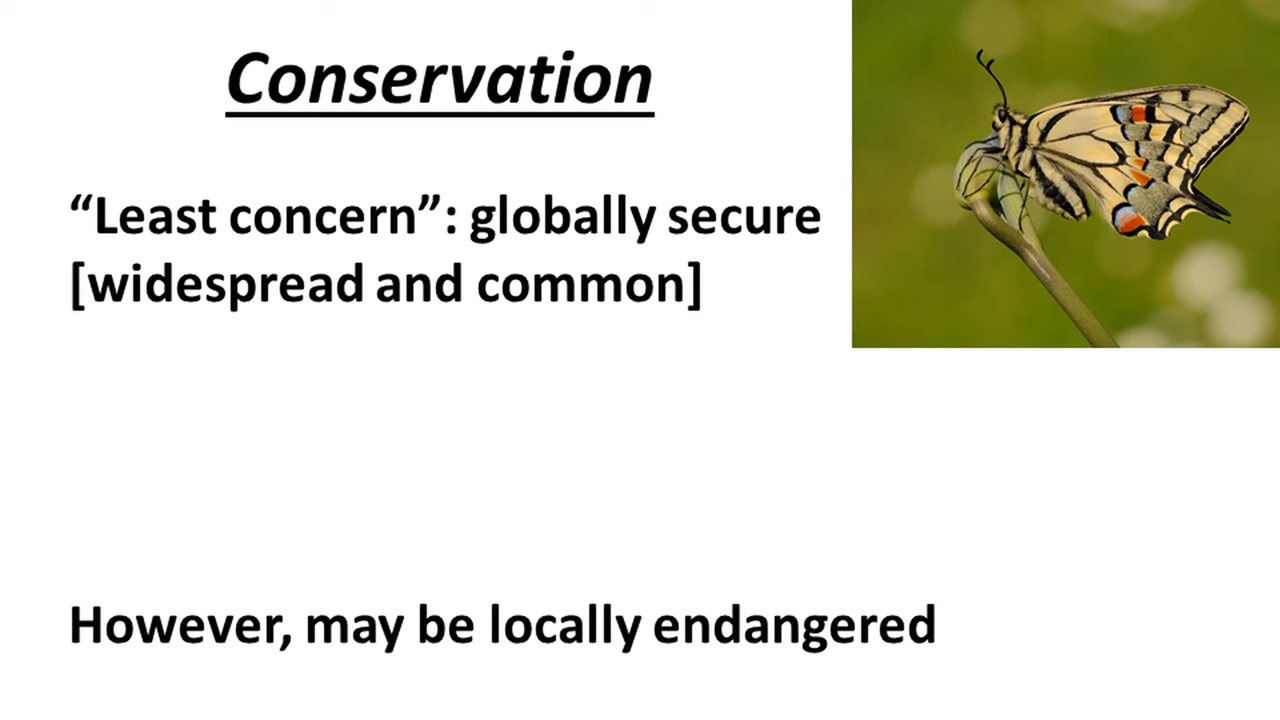 Conservation
“Least concern”: globally secure
[widespread and common]
However, may be locally endangered